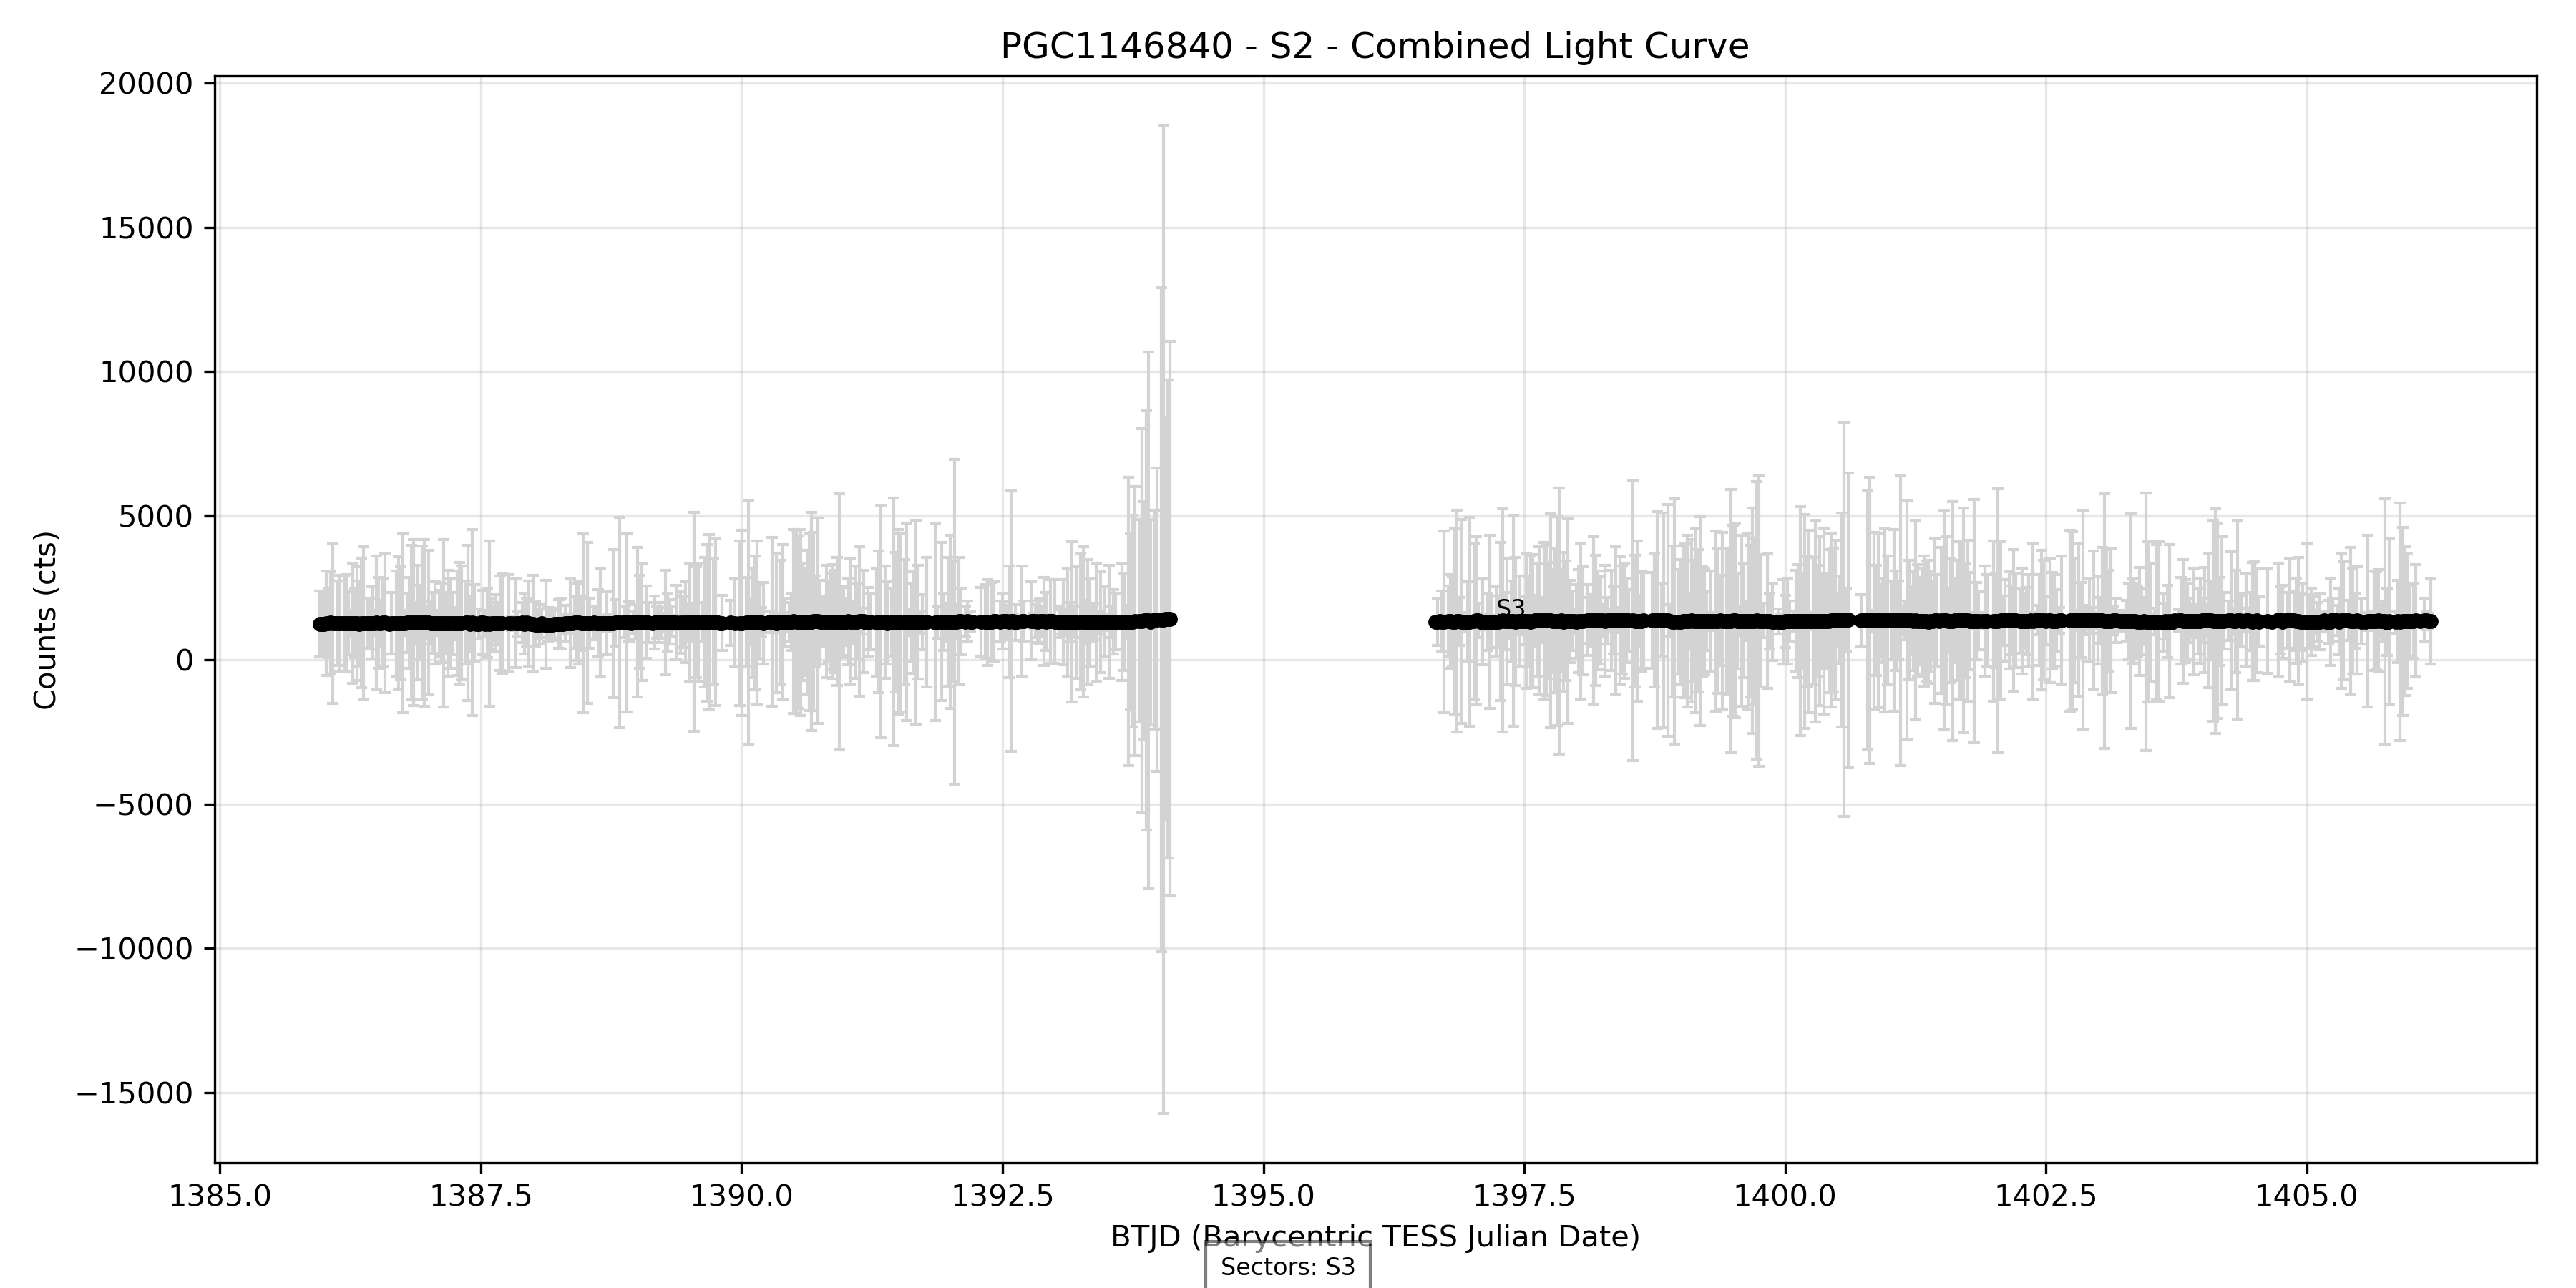 PGC1146840 - S2 - Combined Light Curve
20000
15000
10000
5000
0
−5000
−10000
−15000
Counts (cts)
S3
1385.0 1387.5 1390.0 1392.5 1395.0 1397.5 1400.0 1402.5 1405.0
BTJD (Barycentric TESS Julian Date)
Sectors: S3